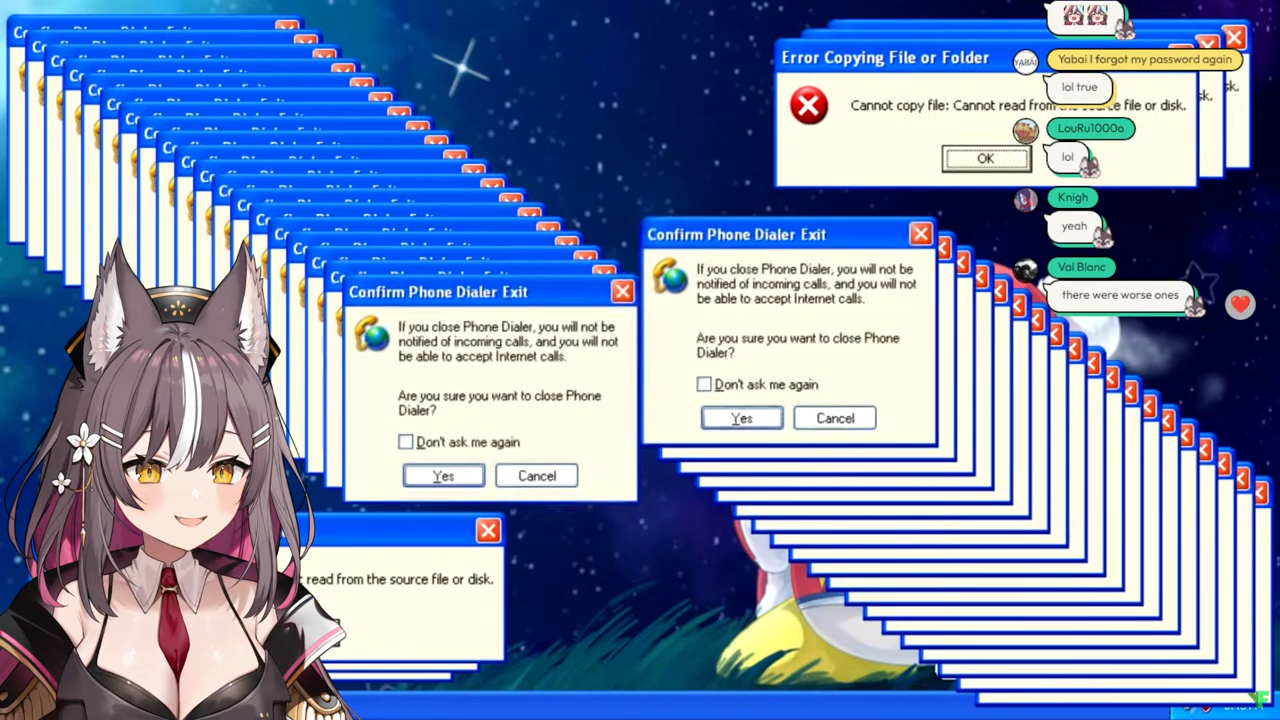 Error Copying File or Folder
Cannot copy file: Cannot read from the source file or disk.
OK
sk.
sk.
YABAI
Yabai I forgot my password again
lol true
LouRu1000o
lol
Knigh
yeah
Val Blanc
there were worse ones
Confirm Phone Dialer Exit
If you close Phone Dialer, you will not be
notified of incoming calls, and you will not
be able to accept Internet calls.
Are you sure you want to close Phone
Dialer?
Don't ask me again
Yes
Cancel
Confirm Phone Dialer Exit
If you close Phone Dialer, you will not be
notified of incoming calls, and you will not
be able to accept Internet calls.
Are you sure you want to close Phone
Dialer?
Don't ask me again
Yes
Cancel
read from the source file or disk.